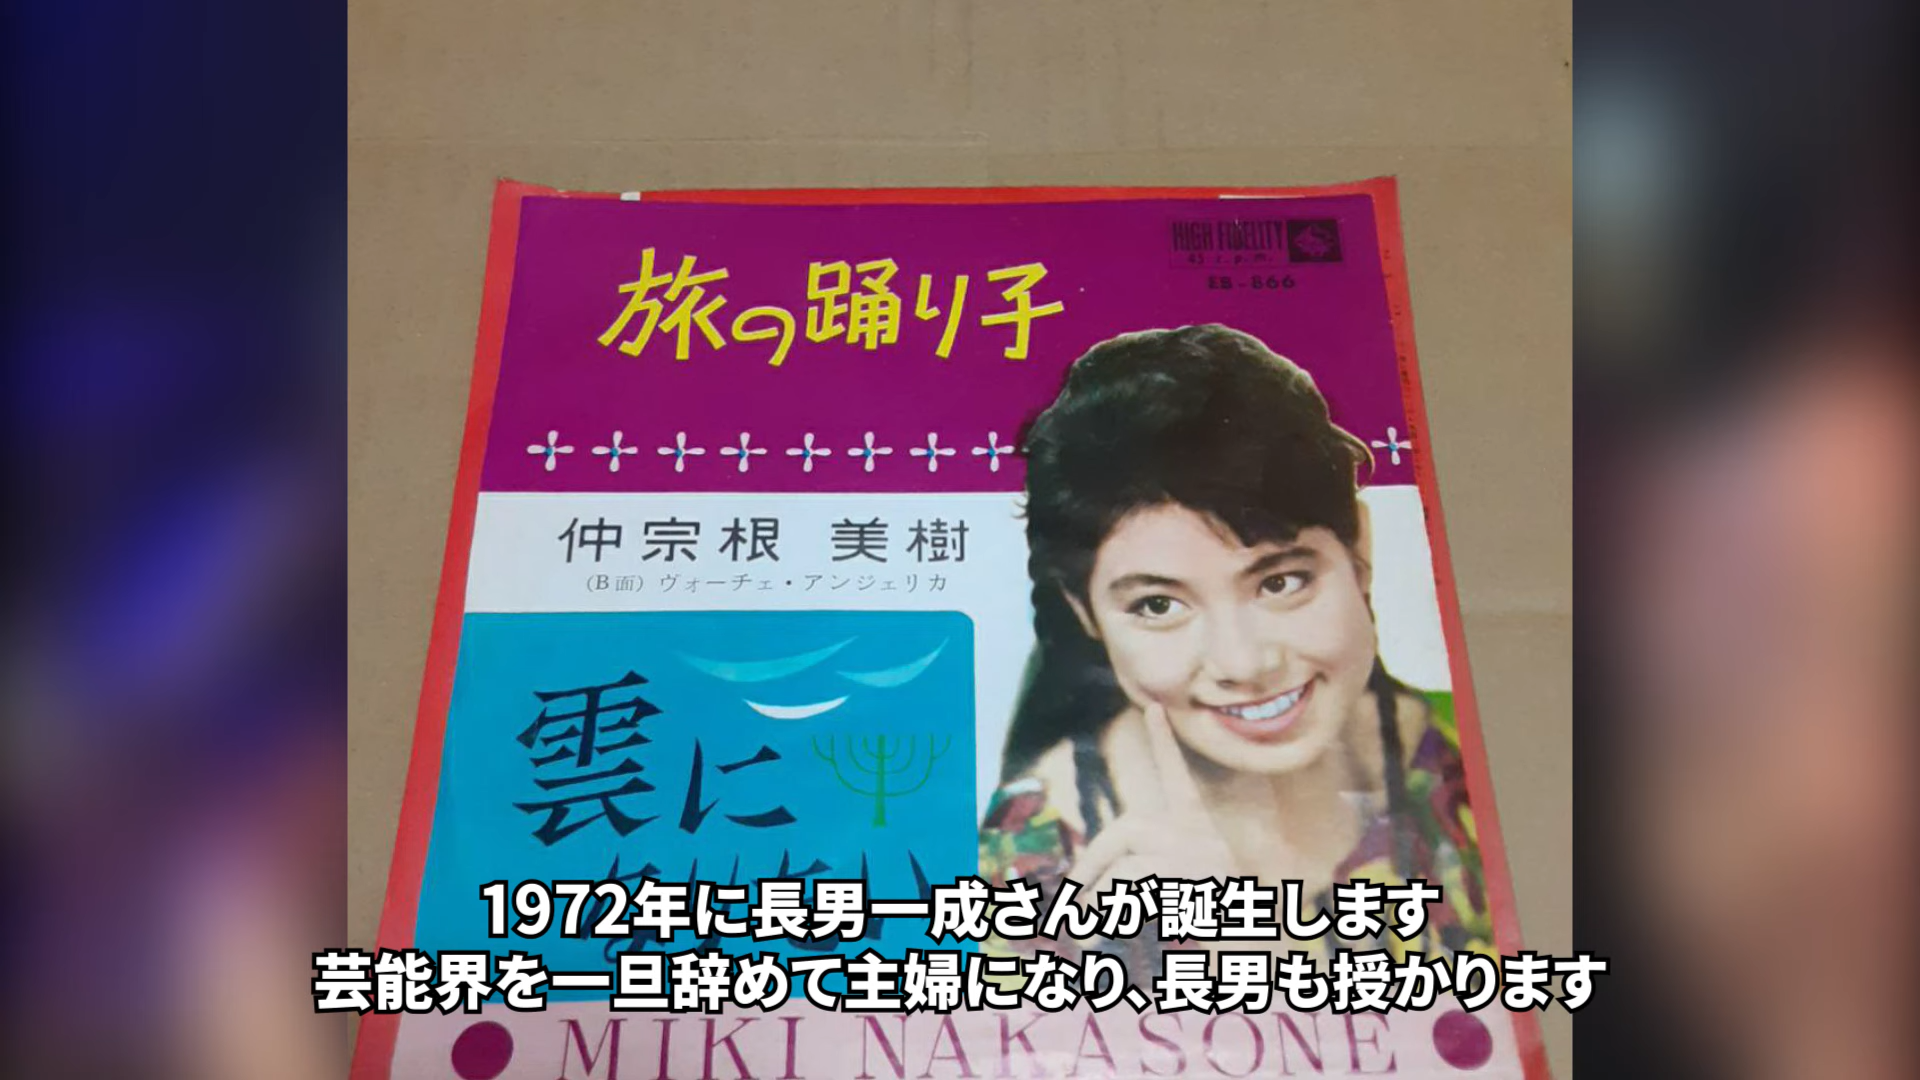 HIGH FIDELITY
45 r.p.m.
EB-866
旅の踊り子
仲宗根 美樹
(B面) ヴォーチェ・アンジェリカ
雲に
1972年に長男一成さんが誕生します
芸能界を一旦辞めて主婦になり、長男も授かります
MIKI NAKASONE